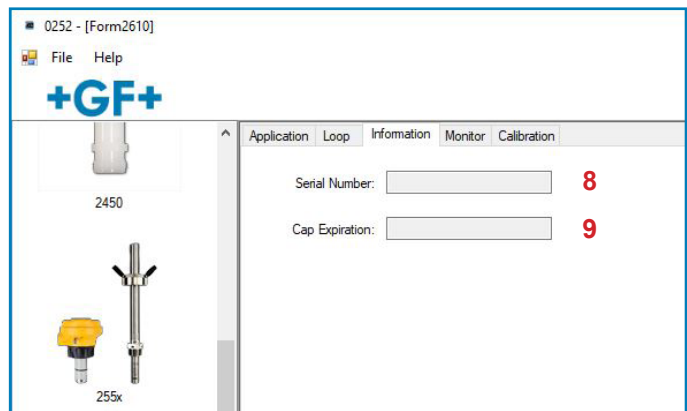 0252 - [Form2610]
File Help
+GF+
Application Loop Information Monitor Calibration
Serial Number: 8
2450
Cap Expiration: 9
255x